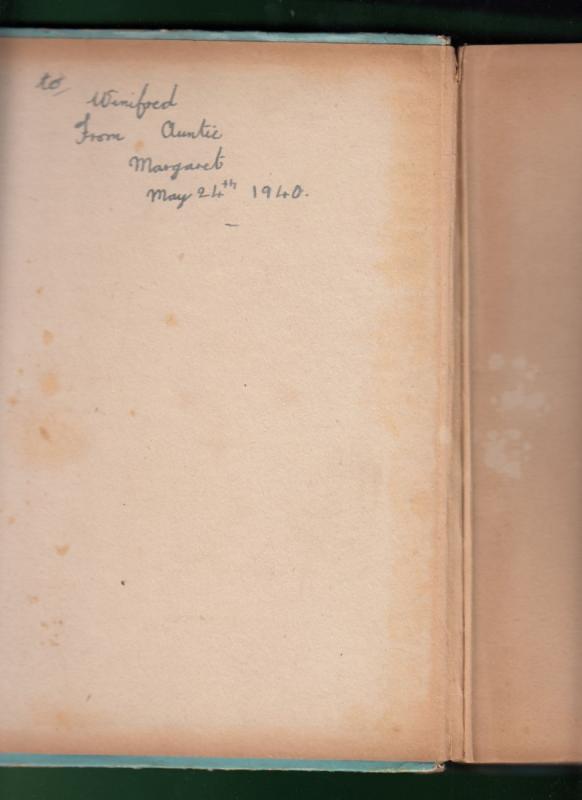 to
Winifred
From Auntie
Margaret
May 24th 1940.